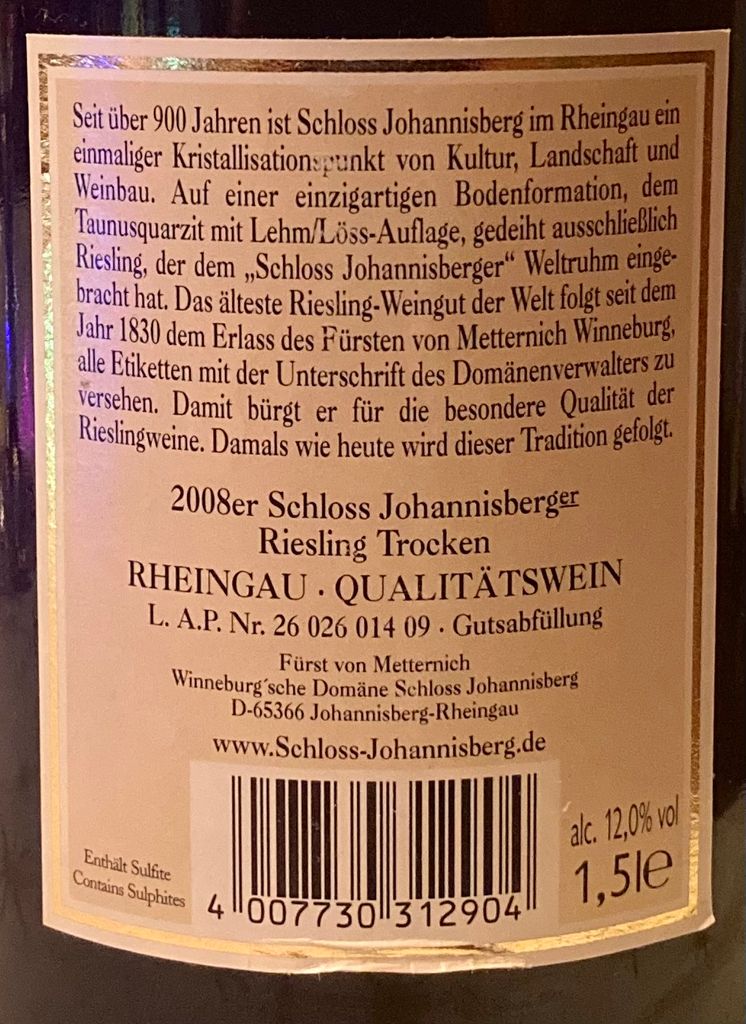 Seit über 900 Jahren ist Schloss Johannisberg im Rheingau ein
einmaliger Kristallisationspunkt von Kultur, Landschaft und
Weinbau. Auf einer einzigartigen Bodenformation, dem
Taunusquarzit mit Lehm/Löss-Auflage, gedeiht ausschließlich
Riesling, der dem „Schloss Johannisberger“ Weltruhm einge-
bracht hat. Das älteste Riesling-Weingut der Welt folgt seit dem
Jahr 1830 dem Erlass des Fürsten von Metternich Winneburg,
alle Etiketten mit der Unterschrift des Domänenverwalters zu
versehen. Damit bürgt er für die besondere Qualität der
Rieslingweine. Damals wie heute wird dieser Tradition gefolgt.
2008er Schloss Johannisberger
Riesling Trocken
RHEINGAU · QUALITÄTSWEIN
L. A.P. Nr. 26 026 014 09 · Gutsabfüllung
Fürst von Metternich
Winneburg´sche Domäne Schloss Johannisberg
D-65366 Johannisberg-Rheingau
www.Schloss-Johannisberg.de
Enthält Sulfite
Contains Sulphites
4 007730 312904
alc. 12,0% vol
1,5l℮